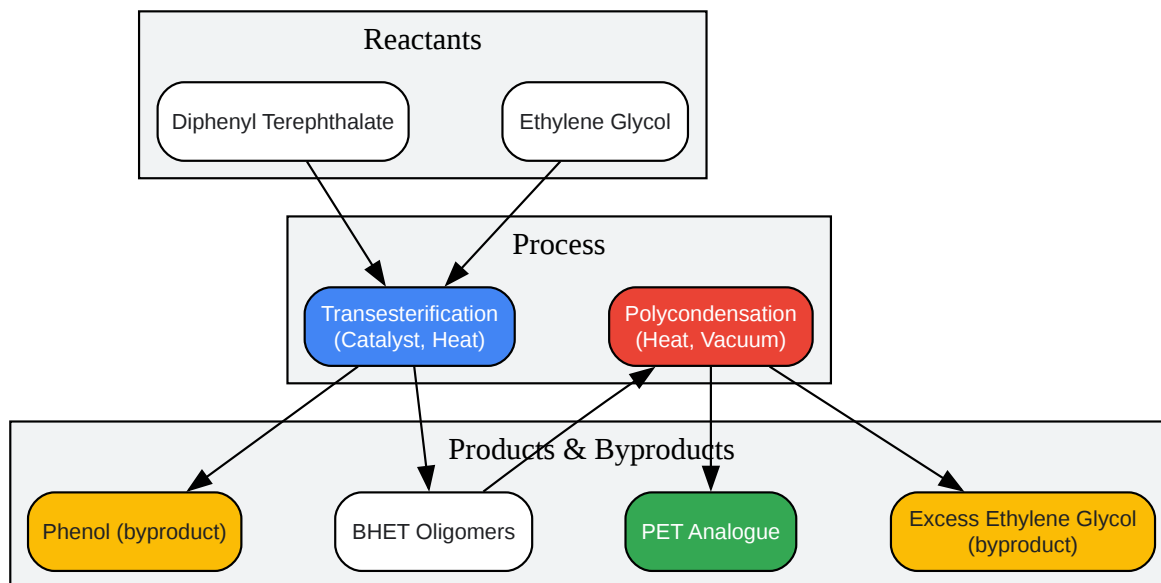 Reactants
Diphenyl Terephthalate
Ethylene Glycol
Process
Transesterification
(Catalyst, Heat)
Polycondensation
(Heat, Vacuum)
Products & Byproducts
Phenol (byproduct)
BHET Oligomers
PET Analogue
Excess Ethylene Glycol
(byproduct)